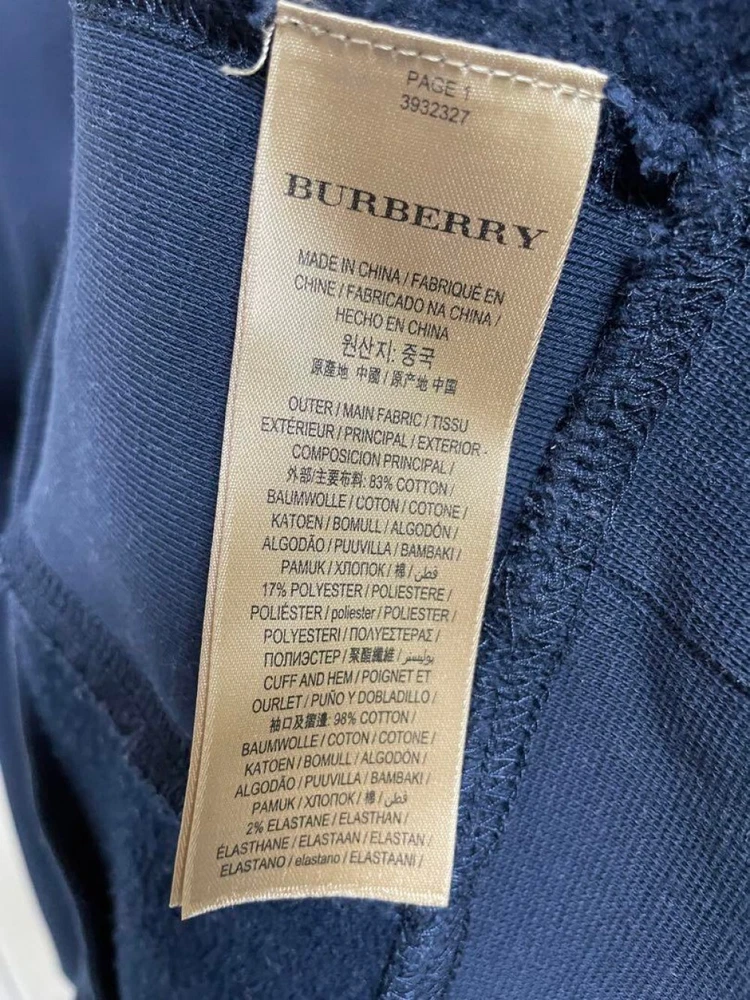 PAGE 1
3932327
BURBERRY
MADE IN CHINA / FABRIQUÉ EN
CHINE / FABRICADO NA CHINA /
HECHO EN CHINA
원산지: 중국
原產地 中國 / 原产地 中国
OUTER / MAIN FABRIC / TISSU
EXTÉRIEUR / PRINCIPAL / EXTERIOR -
COMPOSICION PRINCIPAL /
外部/主要布料: 83% COTTON /
BAUMWOLLE / COTON / COTONE /
KATOEN / BOMULL / ALGODÓN /
ALGODÃO / PUUVILLA / BAMBAKI /
PAMUK / ХЛОПОК / 棉 / قطن /
17% POLYESTER / POLIESTERE /
POLIÉSTER / poliester / POLIESTER /
POLYESTERI / ΠΟΛΥΕΣΤΕΡΑΣ /
ПОЛИЭСТЕР / 聚酯纖維 / بوليستر /
CUFF AND HEM / POIGNET ET
OURLET / PUÑO Y DOBLADILLO /
袖口及摺邊: 98% COTTON /
BAUMWOLLE / COTON / COTONE /
KATOEN / BOMULL / ALGODÓN /
ALGODÃO / PUUVILLA / BAMBAKI /
PAMUK / ХЛОПОК / 棉 / قطن /
2% ELASTANE / ELASTHAN /
ÉLASTHANE / ELASTAAN / ELASTAN /
ELASTANO / elastano / ELASTAANI /